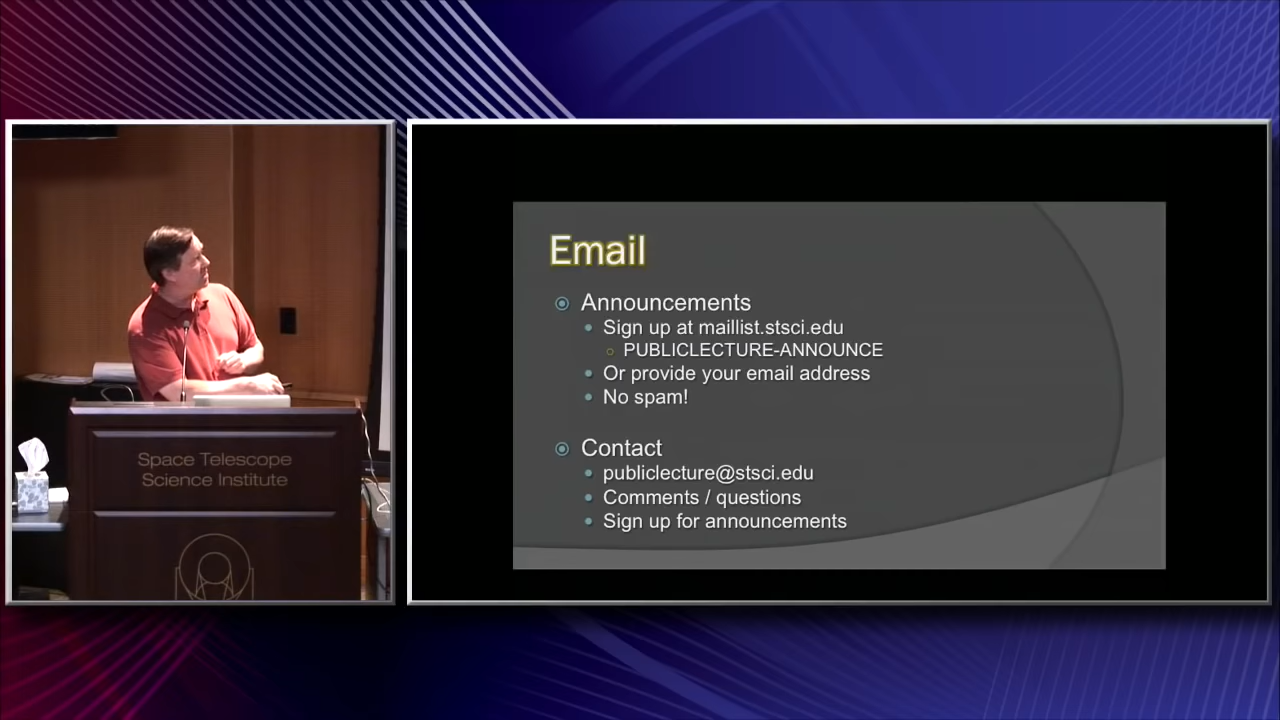 Space Telescope
Science Institute
Email
Announcements
Sign up at maillist.stsci.edu
PUBLICLECTURE-ANNOUNCE
Or provide your email address
No spam!
Contact
publiclecture@stsci.edu
Comments / questions
Sign up for announcements